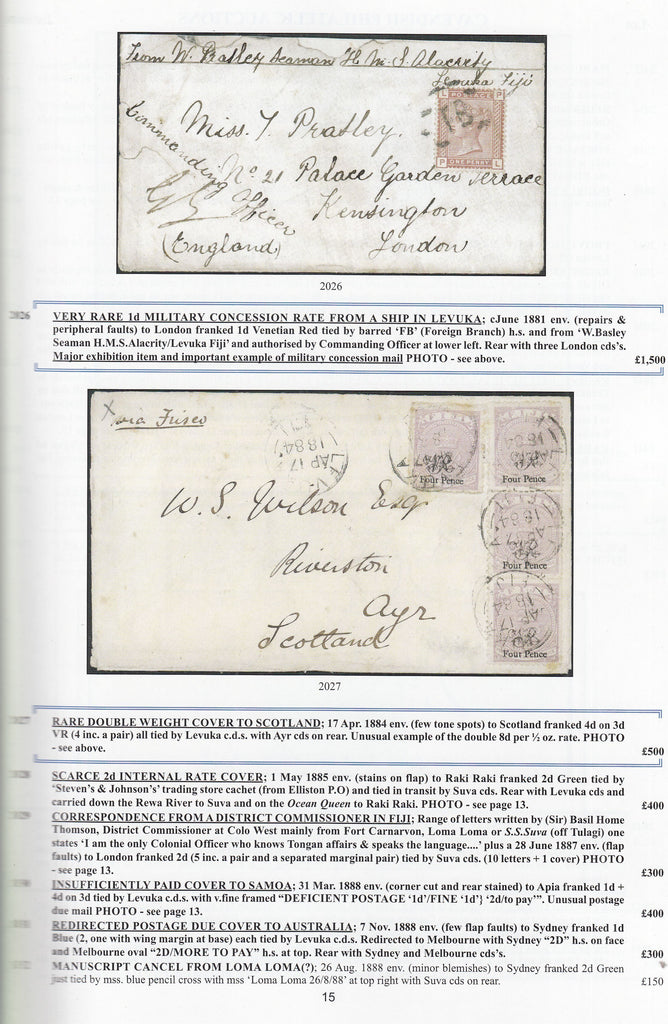 From W. Pratley Seaman H. M. S. Alacrity
Levuka Fiji
Commanding
Officer
Miss. T. Pratley.
No 21 Palace Garden Terrace
Kensington
(England) London
L POSTAGE P
P ONE PENNY L
2026
2026 VERY RARE 1d MILITARY CONCESSION RATE FROM A SHIP IN LEVUKA; cJune 1881 env. (repairs &
peripheral faults) to London franked 1d Venetian Red tied by barred 'FB' (Foreign Branch) h.s. and from 'W.Basley
Seaman H.M.S.Alacrity/Levuka Fiji' and authorised by Commanding Officer at lower left. Rear with three London cds's.
Major exhibition item and important example of military concession mail PHOTO - see above. £1,500
via Frisco
AP 17
1884
W. S. Wilson Esq
Riverston
Ayr
Scotland
Four Pence
Four Pence
Four Pence
Four Pence
2027
RARE DOUBLE WEIGHT COVER TO SCOTLAND; 17 Apr. 1884 env. (few tone spots) to Scotland franked 4d on 3d
VR (4 inc. a pair) all tied by Levuka c.d.s. with Ayr cds on rear. Unusual example of the double 8d per ½ oz. rate. PHOTO
- see above. £500
SCARCE 2d INTERNAL RATE COVER; 1 May 1885 env. (stains on flap) to Raki Raki franked 2d Green tied by
'Steven's & Johnson's' trading store cachet (from Elliston P.O) and tied in transit by Suva cds. Rear with Levuka cds and
carried down the Rewa River to Suva and on the Ocean Queen to Raki Raki. PHOTO - see page 13. £400
CORRESPONDENCE FROM A DISTRICT COMMISSIONER IN FIJI; Range of letters written by (Sir) Basil Home
Thomson, District Commissioner at Colo West mainly from Fort Carnarvon, Loma Loma or S.S.Suva (off Tulagi) one
states 'I am the only Colonial Officer who knows Tongan affairs & speaks the language....' plus a 28 June 1887 env. (flap
faults) to London franked 2d (5 inc. a pair and a separated marginal pair) tied by Suva cds. (10 letters + 1 cover) PHOTO
- see page 13. £300
INSUFFICIENTLY PAID COVER TO SAMOA; 31 Mar. 1888 env. (corner cut and rear stained) to Apia franked 1d +
4d on 3d tied by Levuka c.d.s. with v.fine framed "DEFICIENT POSTAGE '1d'/FINE '1d'} '2d/to pay'". Unusual postage
due mail PHOTO - see page 13. £400
REDIRECTED POSTAGE DUE COVER TO AUSTRALIA; 7 Nov. 1888 env. (few flap faults) to Sydney franked 1d
Blue (2, one with wing margin at base) each tied by Levuka c.d.s. Redirected to Melbourne with Sydney "2D" h.s. on face
and Melbourne oval "2D/MORE TO PAY" h.s. at top. Rear with Sydney and Melbourne cds's. £300
MANUSCRIPT CANCEL FROM LOMA LOMA(?); 26 Aug. 1888 env. (minor blemishes) to Sydney franked 2d Green
just tied by mss. blue pencil cross with mss 'Loma Loma 26/8/88' at top right with Suva cds on rear. £150
15